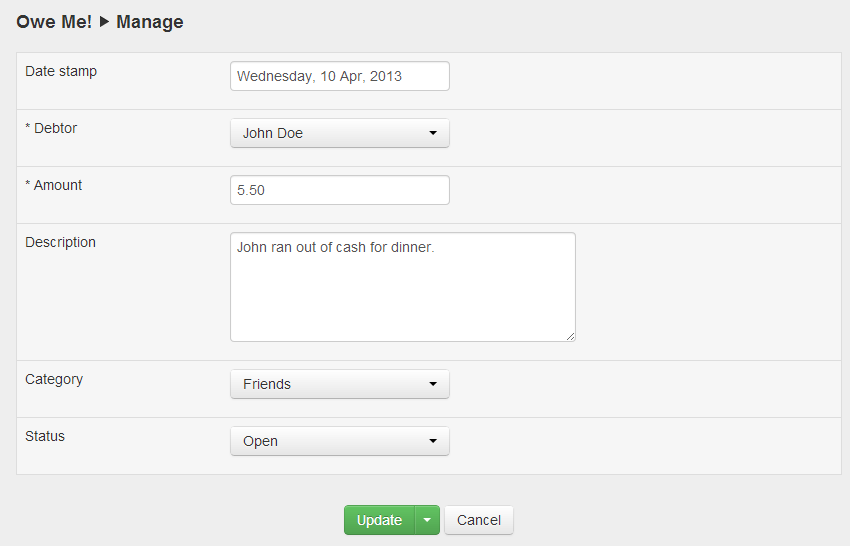 Owe Me! ▶ Manage
Date stamp
Wednesday, 10 Apr, 2013
* Debtor
John Doe
* Amount
5.50
Description
John ran out of cash for dinner.
Category
Friends
Status
Open
Update
Cancel